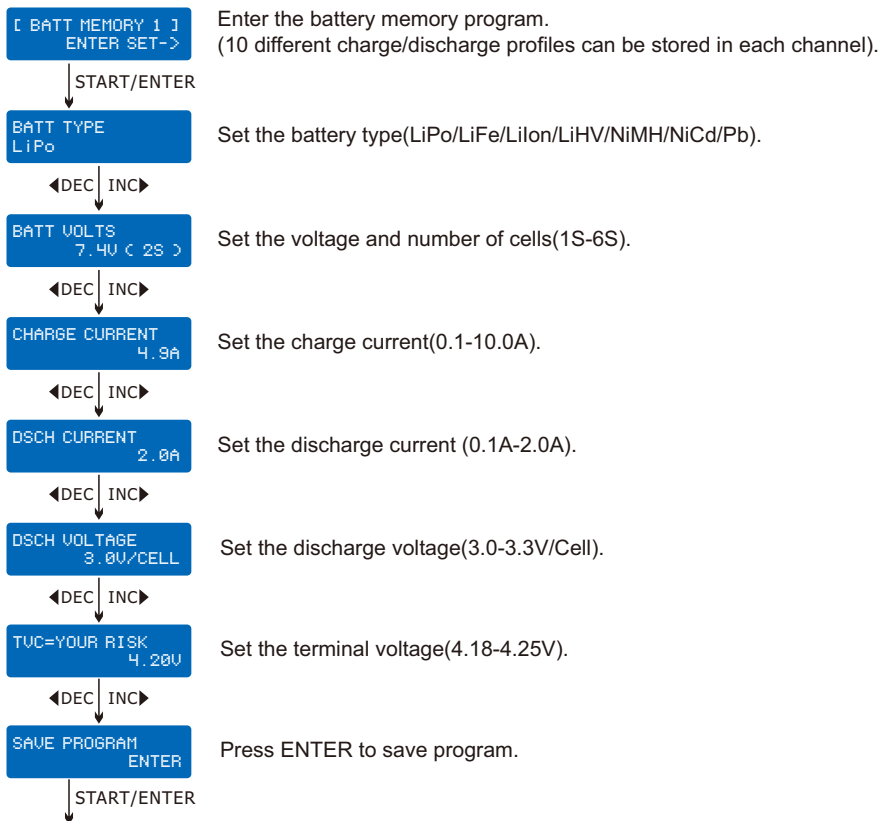 [ BATT MEMORY 1 ]
ENTER SET->
Enter the battery memory program.
(10 different charge/discharge profiles can be stored in each channel).
START/ENTER
BATT TYPE
LiPo
Set the battery type(LiPo/LiFe/LiIon/LiHV/NiMH/NiCd/Pb).
◀DEC INC▶
BATT VOLTS
7.4V ( 2S )
Set the voltage and number of cells(1S-6S).
◀DEC INC▶
CHARGE CURRENT
4.9A
Set the charge current(0.1-10.0A).
◀DEC INC▶
DSCH CURRENT
2.0A
Set the discharge current (0.1A-2.0A).
◀DEC INC▶
DSCH VOLTAGE
3.0V/CELL
Set the discharge voltage(3.0-3.3V/Cell).
◀DEC INC▶
TVC=YOUR RISK
4.20V
Set the terminal voltage(4.18-4.25V).
◀DEC INC▶
SAVE PROGRAM
ENTER
Press ENTER to save program.
START/ENTER